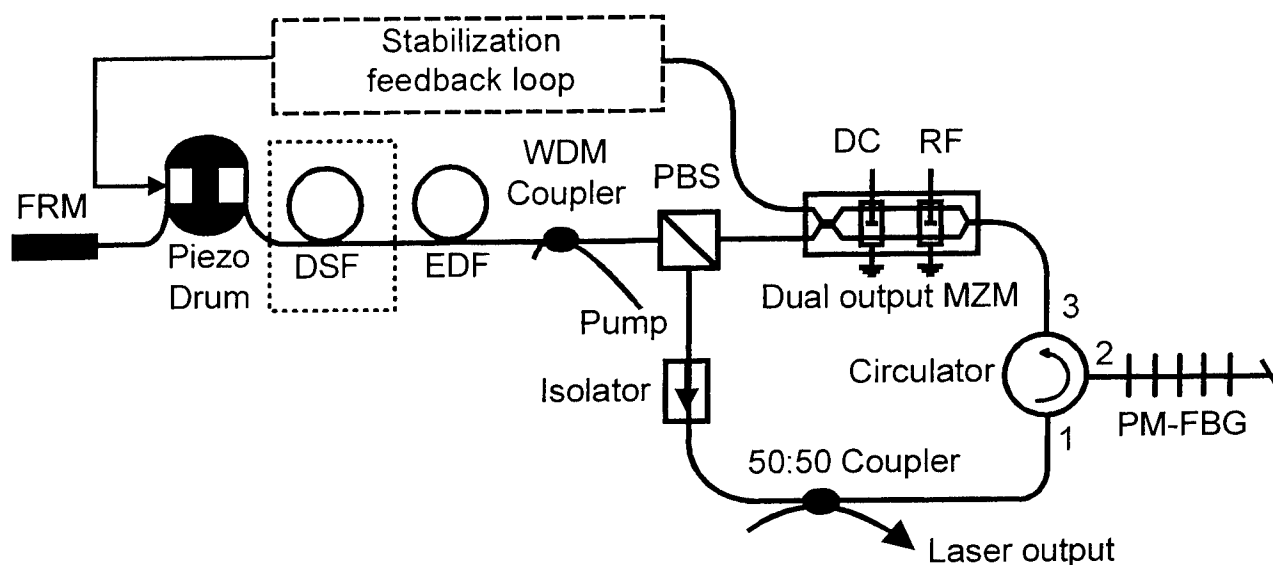 Stabilization
feedback loop
DC
RF
WDM
Coupler
PBS
FRM
Piezo
Drum
DSF
EDF
Pump
Dual output MZM
3
2
Circulator
1
PM-FBG
Isolator
50:50 Coupler
Laser output